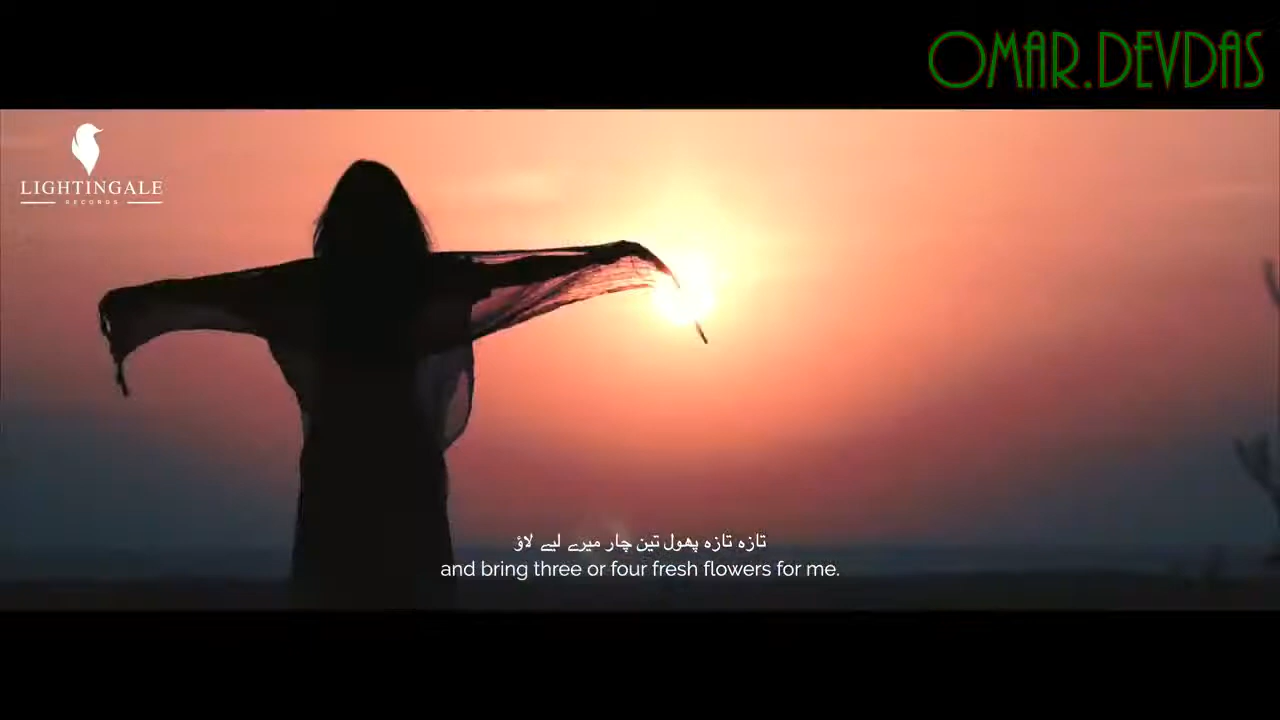 OMAR.DEVDAS
LIGHTINGALE
RECORDS
تازہ تازہ پھول تین چار میرے لیے لاؤ
and bring three or four fresh flowers for me.